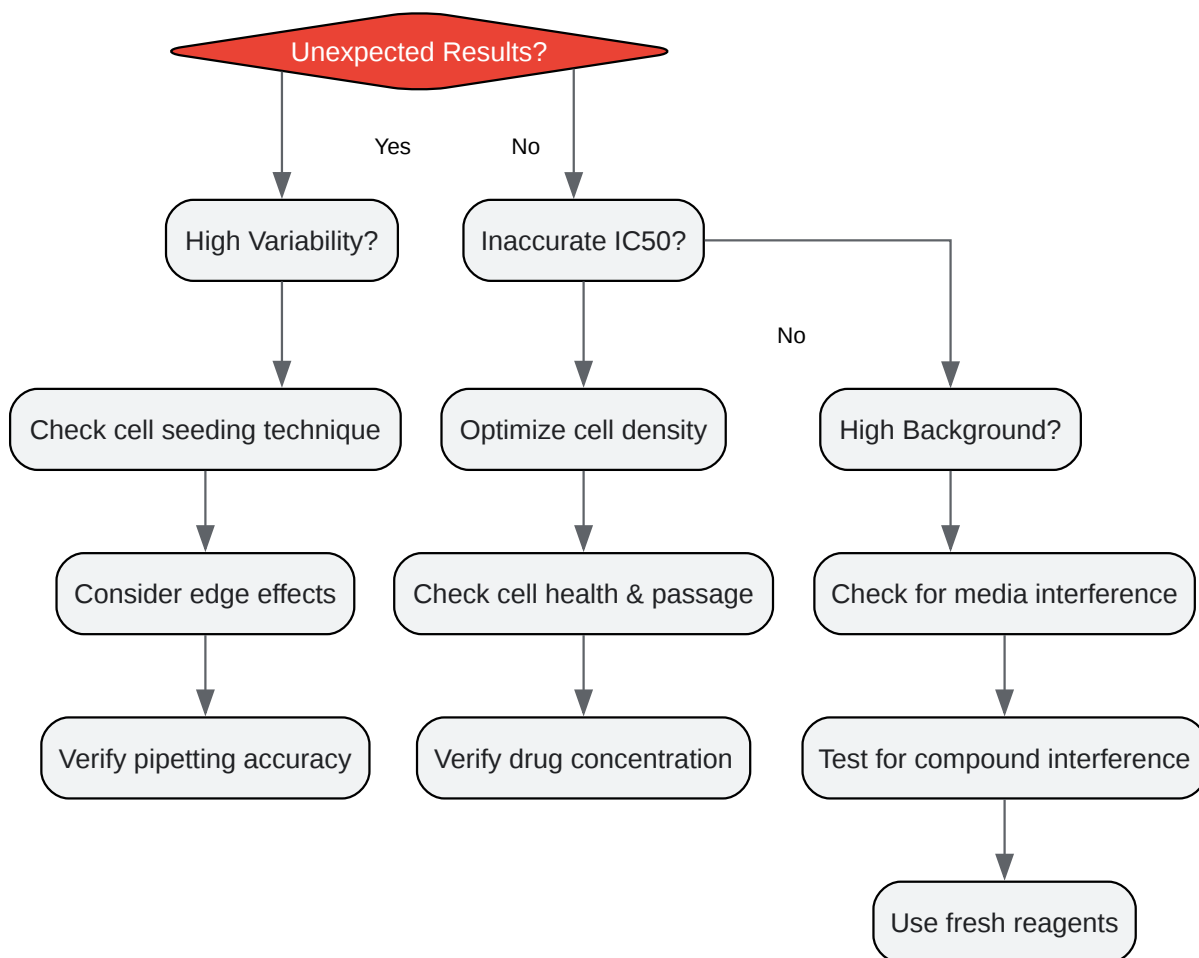 Unexpected Results?
Yes
No
High Variability?
Inaccurate IC50?
No
Check cell seeding technique
Optimize cell density
High Background?
Consider edge effects
Check cell health & passage
Check for media interference
Verify pipetting accuracy
Verify drug concentration
Test for compound interference
Use fresh reagents